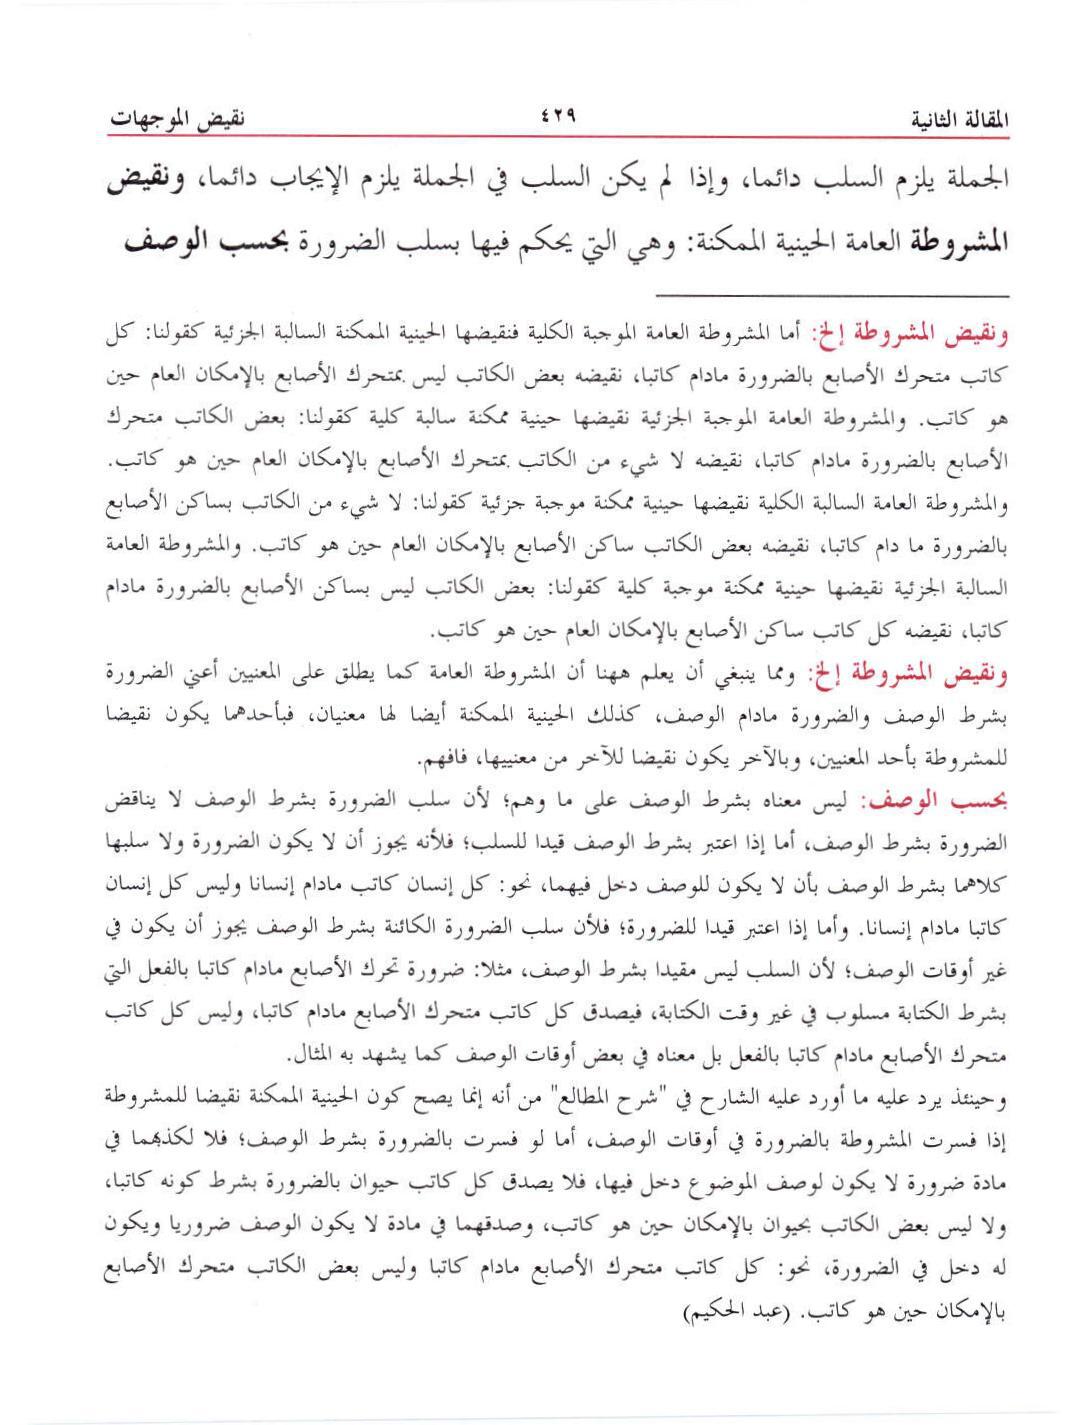 المقالة الثانية ٤٢٩ نقيض الموجهات
الجملة يلزم السلب دائما، وإذا لم يكن السلب في الجملة يلزم الإيجاب دائما، ونقيض
المشروطة العامة الحينية الممكنة: وهي التي يحكم فيها بسلب الضرورة بحسب الوصف
ونقيض المشروطة إلخ: أما المشروطة العامة الموجبة الكلية فنقيضها الحينية الممكنة السالبة الجزئية كقولنا: كل
كاتب متحرك الأصابع بالضرورة مادام كاتبا، نقيضه بعض الكاتب ليس بمتحرك الأصابع بالإمكان العام حين
هو كاتب. والمشروطة العامة الموجبة الجزئية نقيضها حينية ممكنة سالبة كلية كقولنا: بعض الكاتب متحرك
الأصابع بالضرورة مادام كاتبا، نقيضه لا شيء من الكاتب بمتحرك الأصابع بالإمكان العام حين هو كاتب.
والمشروطة العامة السالبة الكلية نقيضها حينية ممكنة موجبة جزئية كقولنا: لا شيء من الكاتب بساكن الأصابع
بالضرورة ما دام كاتبا، نقيضه بعض الكاتب ساكن الأصابع بالإمكان العام حين هو كاتب. والمشروطة العامة
السالبة الجزئية نقيضها حينية ممكنة موجبة كلية كقولنا: بعض الكاتب ليس بساكن الأصابع بالضرورة مادام
كاتبا، نقيضه كل كاتب ساكن الأصابع بالإمكان العام حين هو كاتب.
ونقيض المشروطة إلخ: ومما ينبغي أن يعلم ههنا أن المشروطة العامة كما يطلق على المعنيين أعني الضرورة
بشرط الوصف والضرورة مادام الوصف، كذلك الحينية الممكنة أيضا لها معنيان، فبأحدهما يكون نقيضا
للمشروطة بأحد المعنيين، وبالآخر يكون نقيضا للآخر من معنييها، فافهم.
بحسب الوصف: ليس معناه بشرط الوصف على ما وهم؛ لأن سلب الضرورة بشرط الوصف لا يناقض
الضرورة بشرط الوصف، أما إذا اعتبر بشرط الوصف قيدا للسلب؛ فلأنه يجوز أن لا يكون الضرورة ولا سلبها
كلاهما بشرط الوصف بأن لا يكون للوصف دخل فيهما، نحو: كل إنسان كاتب مادام إنسانا وليس كل إنسان
كاتبا مادام إنسانا. وأما إذا اعتبر قيدا للضرورة؛ فلأن سلب الضرورة الكائنة بشرط الوصف يجوز أن يكون في
غير أوقات الوصف؛ لأن السلب ليس مقيدا بشرط الوصف، مثلا: ضرورة تحرك الأصابع مادام كاتبا بالفعل التي
بشرط الكتابة مسلوب في غير وقت الكتابة، فيصدق كل كاتب متحرك الأصابع مادام كاتبا، وليس كل كاتب
متحرك الأصابع مادام كاتبا بالفعل بل معناه في بعض أوقات الوصف كما يشهد به المثال.
وحينئذ يرد عليه ما أورد عليه الشارح في "شرح المطالع" من أنه إنما يصح كون الحينية الممكنة نقيضا للمشروطة
إذا فسرت المشروطة بالضرورة في أوقات الوصف، أما لو فسرت بالضرورة بشرط الوصف؛ فلا لكذبهما في
مادة ضرورة لا يكون لوصف الموضوع دخل فيها، فلا يصدق كل كاتب حيوان بالضرورة بشرط كونه كاتبا،
ولا ليس بعض الكاتب بحيوان بالإمكان حين هو كاتب، وصدقهما في مادة لا يكون الوصف ضروريا ويكون
له دخل في الضرورة، نحو: كل كاتب متحرك الأصابع مادام كاتبا وليس بعض الكاتب متحرك الأصابع
بالإمكان حين هو كاتب. (عبد الحكيم)